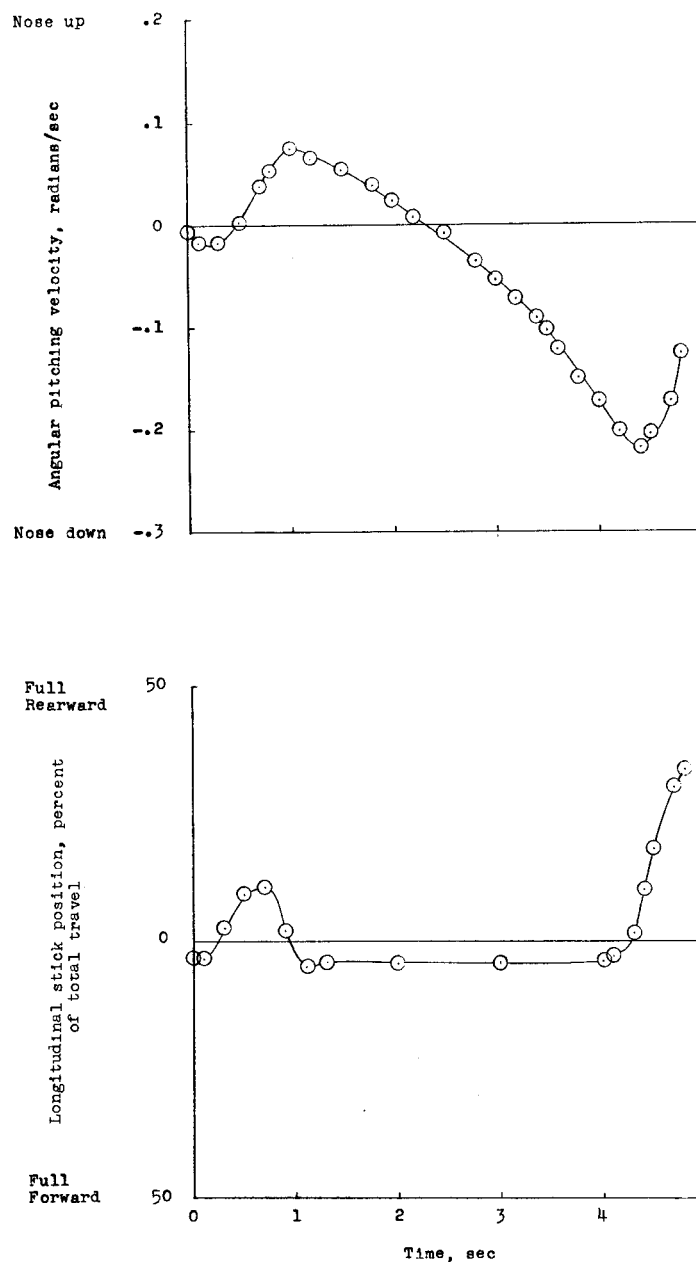 Nose up
.2
.1
0
-.1
-.2
-.3
Nose down
Angular pitching velocity, radians/sec
Full
Rearward
50
0
50
Full
Forward
Longitudinal stick position, percent
of total travel
0 1 2 3 4
Time, sec